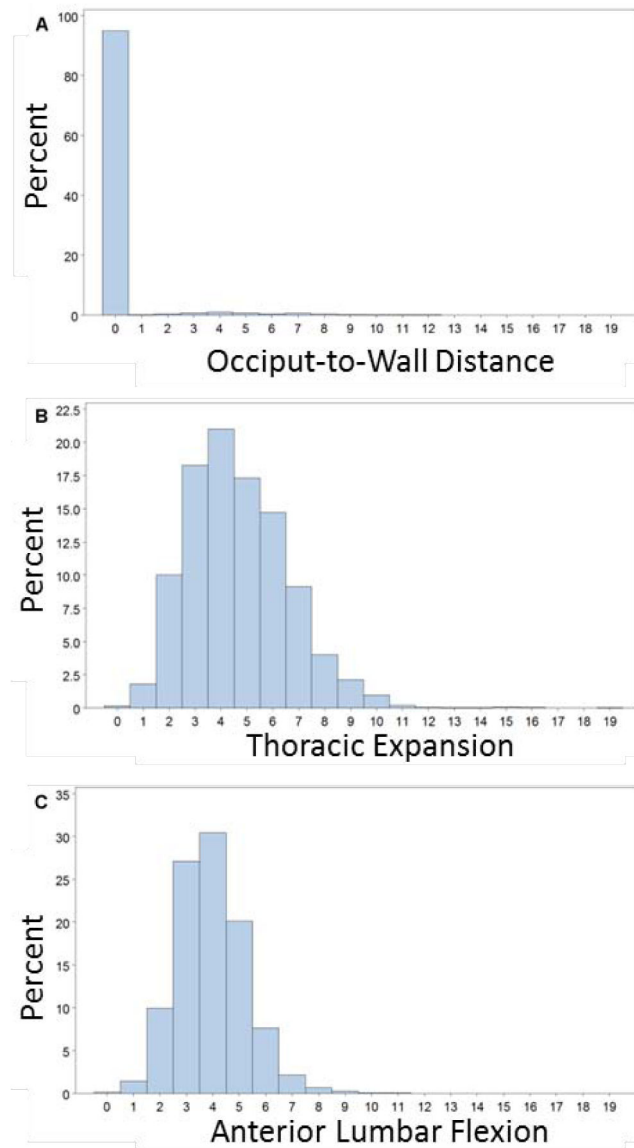 A
100
80
60
40
20
0
Percent
0 1 2 3 4 5 6 7 8 9 10 11 12 13 14 15 16 17 18 19
Occiput-to-Wall Distance
B
22.5
20.0
17.5
15.0
12.5
10.0
7.5
5.0
2.5
0
Percent
0 1 2 3 4 5 6 7 8 9 10 11 12 13 14 15 16 17 18 19
Thoracic Expansion
C
35
30
25
20
15
10
5
0
Percent
0 1 2 3 4 5 6 7 8 9 10 11 12 13 14 15 16 17 18 19
Anterior Lumbar Flexion